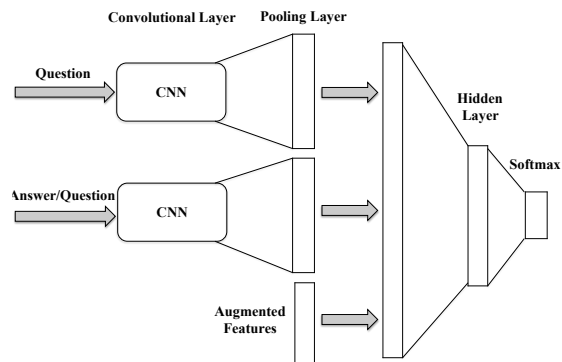 Convolutional Layer
Pooling Layer
Question
CNN
Hidden
Layer
Softmax
Answer/Question
CNN
Augmented
Features